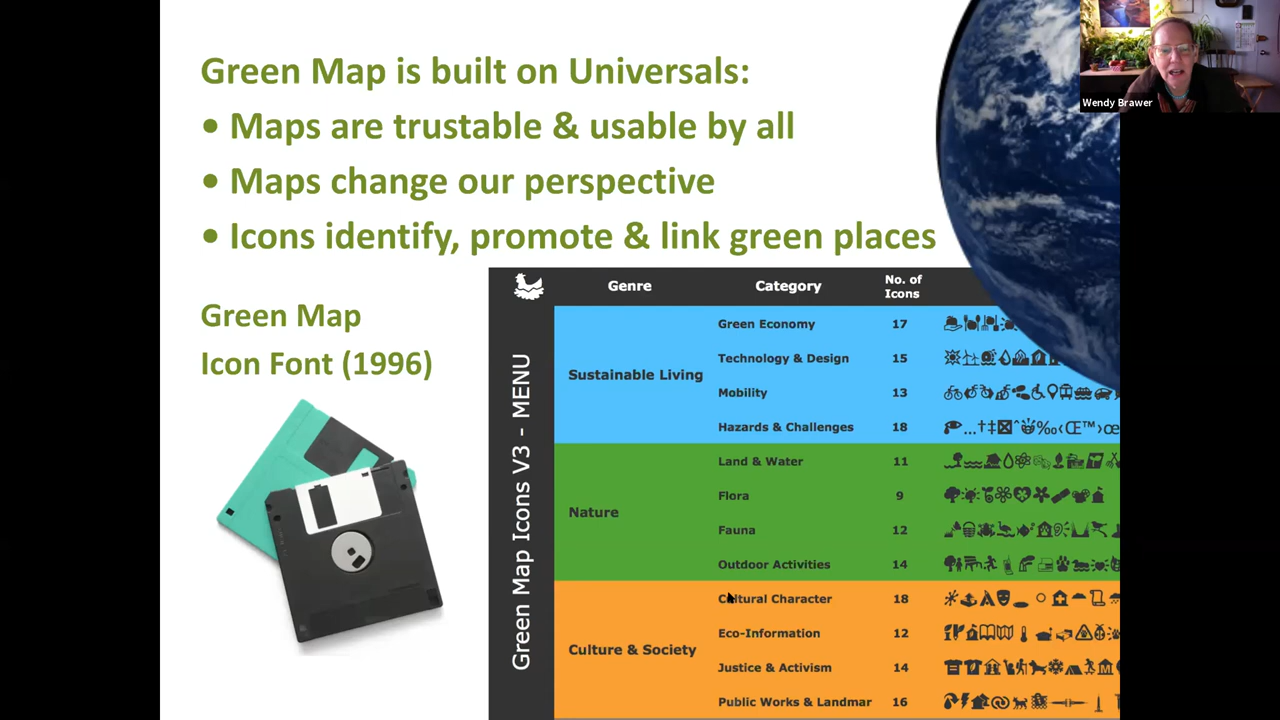 Green Map is built on Universals:
• Maps are trustable & usable by all
• Maps change our perspective
• Icons identify, promote & link green places
Wendy Brawer
Green Map
Icon Font (1996)
Green Map Icons V3 - MENU
Genre Category No. of
Icons
Sustainable Living
Green Economy 17
Technology & Design 15
Mobility 13
Hazards & Challenges 18
Nature
Land & Water 11
Flora 9
Fauna 12
Outdoor Activities 14
Culture & Society
Cultural Character 18
Eco-Information 12
Justice & Activism 14
Public Works & Landmar 16